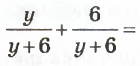 y/(y+6) + 6/(y+6) =